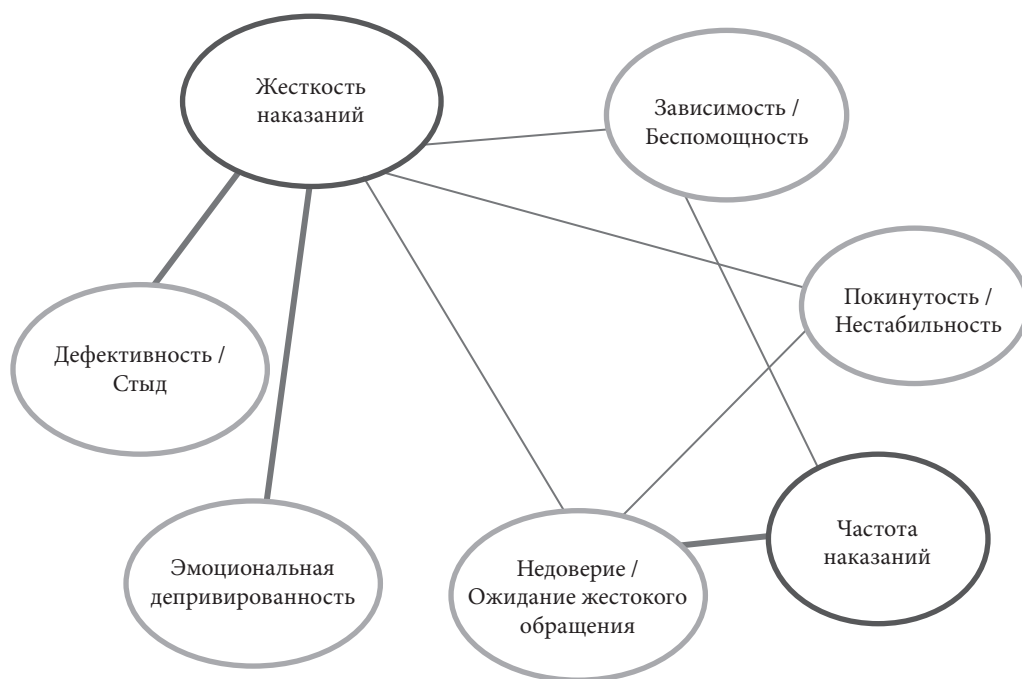 Жесткость
наказаний
Зависимость /
Беспомощность
Покинутость /
Нестабильность
Дефективность /
Стыд
Частота
наказаний
Эмоциональная
депривированность
Недоверие /
Ожидание жестокого
обращения